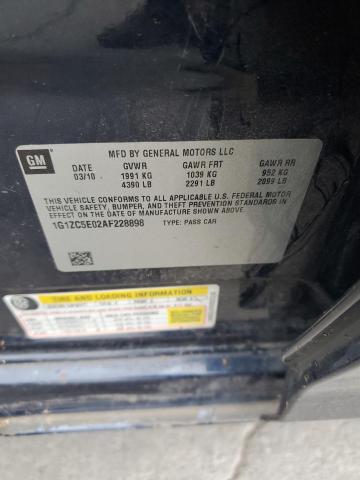 GM
MFD BY GENERAL MOTORS LLC
DATE GVWR GAWR FRT GAWR RR
03/10 1991 KG 1039 KG 952 KG
4390 LB 2291 LB 2099 LB
THIS VEHICLE CONFORMS TO ALL APPLICABLE U.S. FEDERAL MOTOR
VEHICLE SAFETY, BUMPER, AND THEFT PREVENTION STANDARDS IN
EFFECT ON THE DATE OF MANUFACTURE SHOWN ABOVE.
1G1ZC5E02AF228898 TYPE: PASS CAR
TIRE AND LOADING INFORMATION